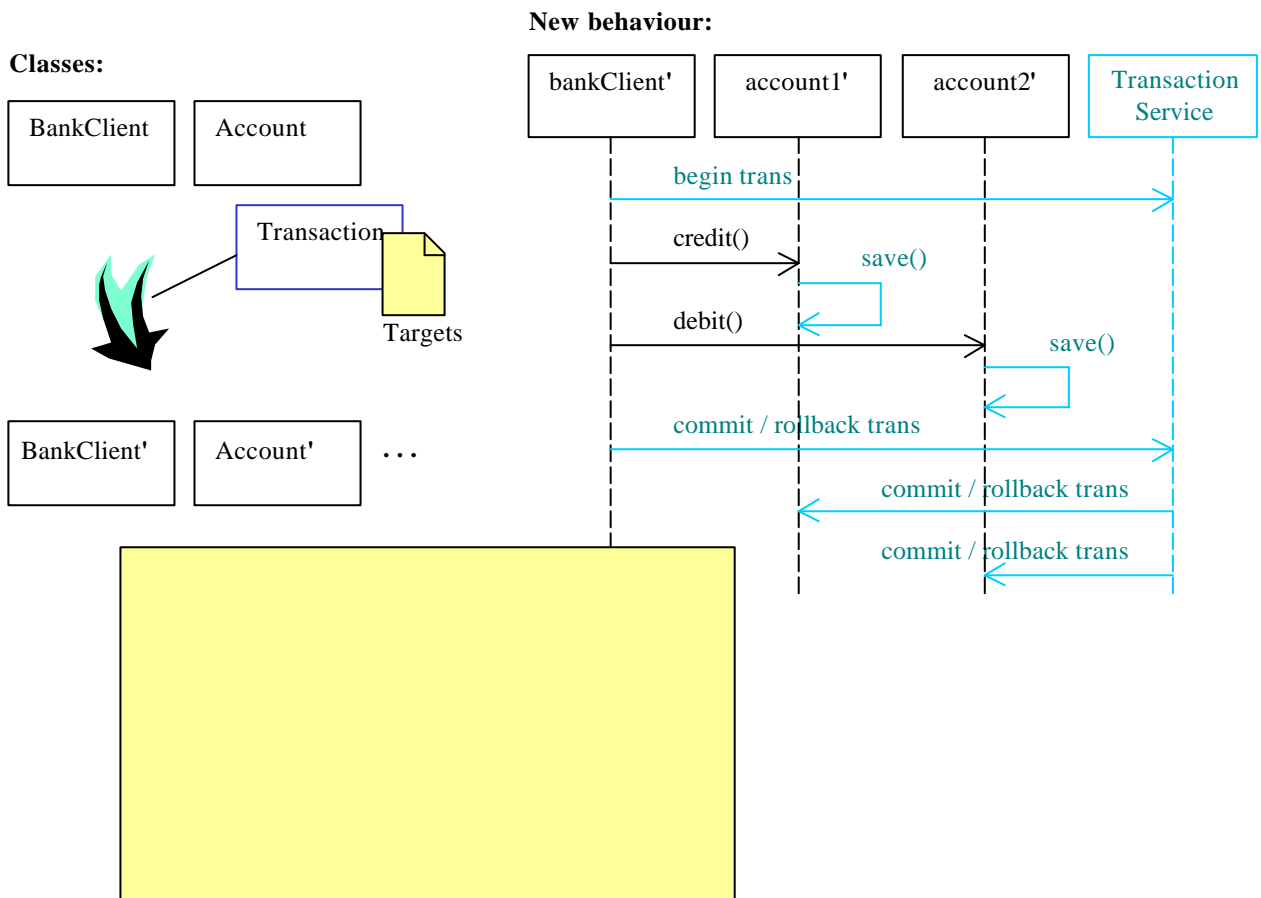 New behaviour:
Classes:
bankClient'
account1'
account2'
Transaction
Service
BankClient
Account
begin trans
Transaction
credit()
save()
debit()
Targets
save()
commit / rollback trans
BankClient'
Account'
...
commit / rollback trans
commit / rollback trans